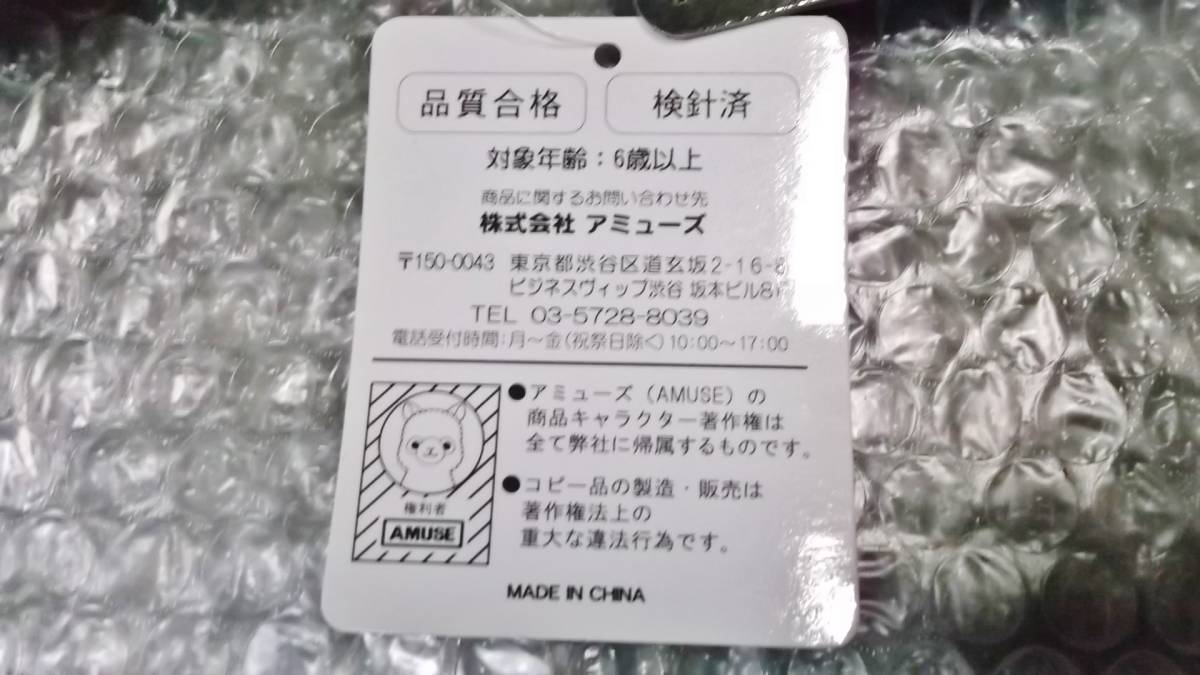 品質合格
検針済
対象年齢：6歳以上
商品に関するお問い合わせ先
株式会社 アミューズ
〒150-0043 東京都渋谷区道玄坂2-16-8
ビジネスヴィップ渋谷 坂本ビル
TEL 03-5728-8039
電話受付時間:月〜金(祝祭日除く)10:00〜17:00
●アミューズ（AMUSE）の
商品キャラクター著作権は
全て弊社に帰属するものです。
●コピー品の製造・販売は
著作権法上の
重大な違法行為です。
権利者
AMUSE
MADE IN CHINA